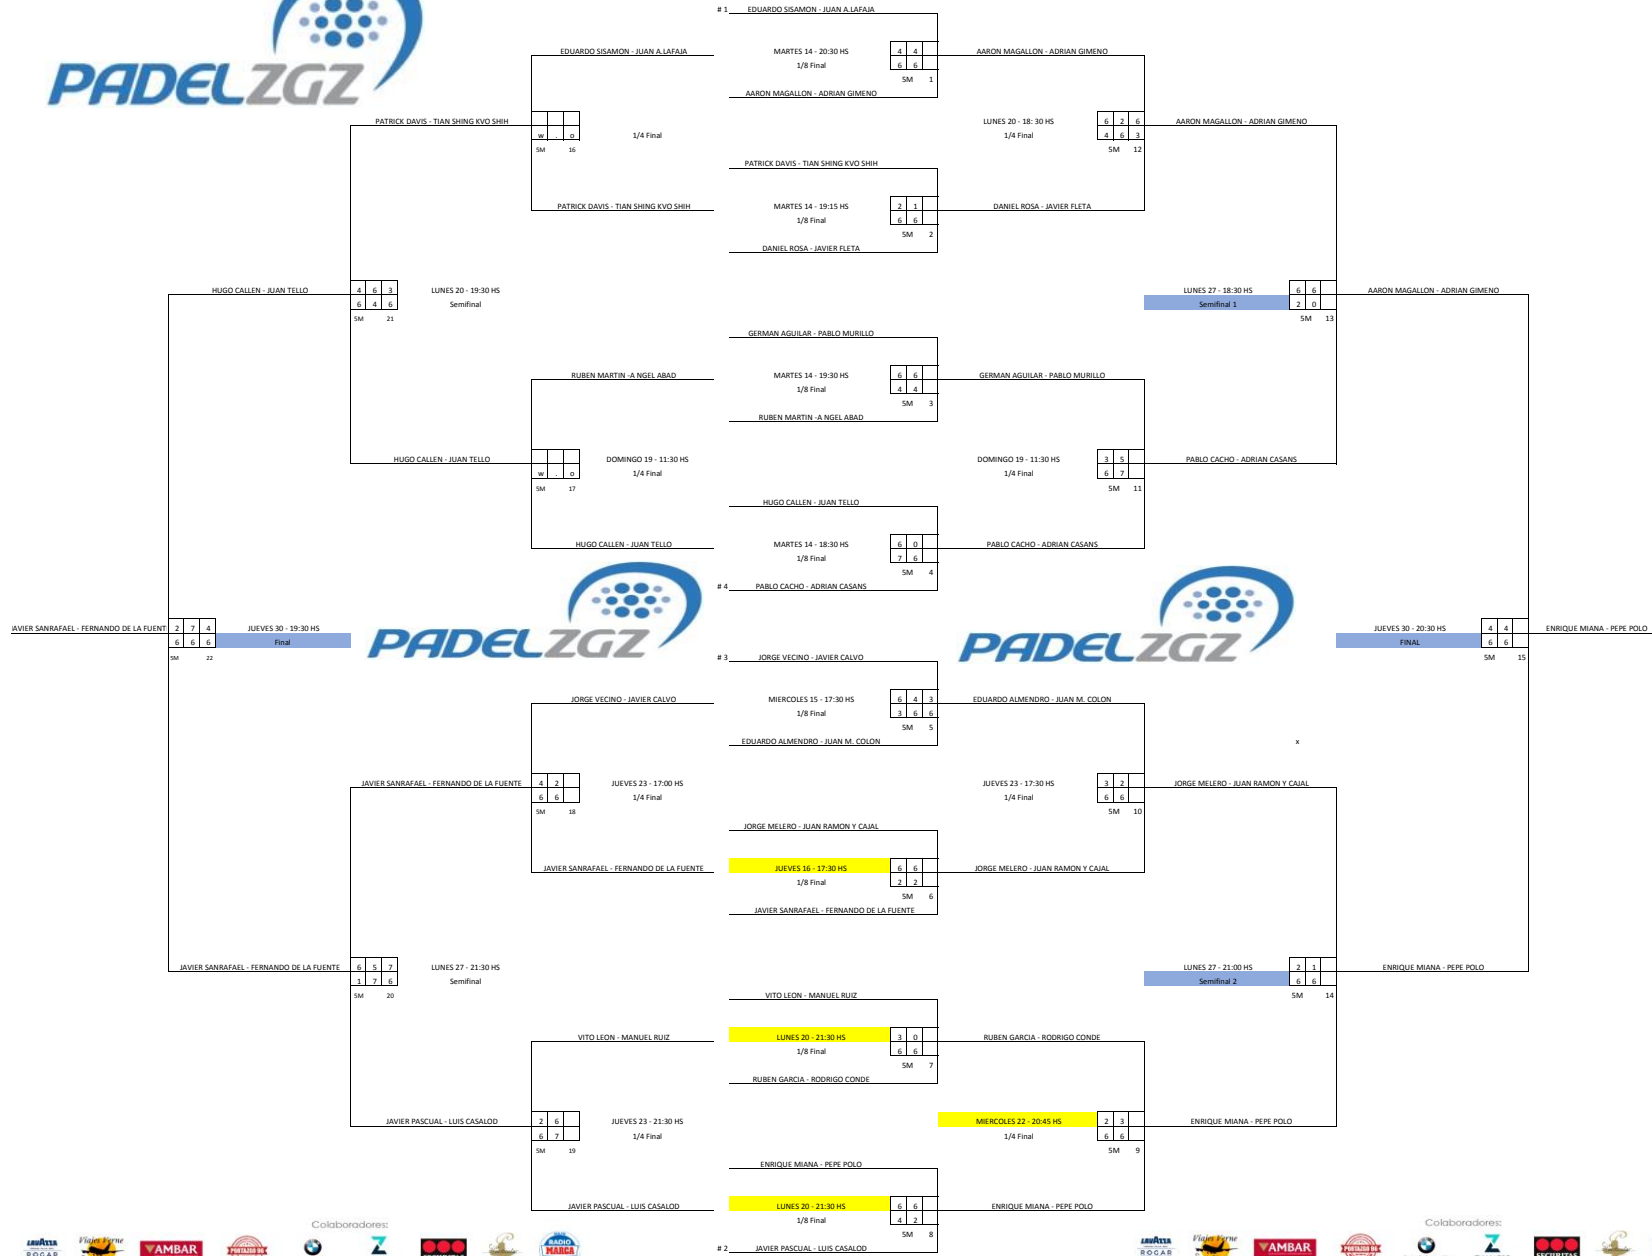 # 1 EDUARDO SISAMON - JUAN A.LAFAJA
PADELZGZ
EDUARDO SISAMON - JUAN A.LAFAJA MARTES 14 - 20:30 HS 4 4 AARON MAGALLON - ADRIAN GIMENO
1/8 Final 6 6
5M 1
AARON MAGALLON - ADRIAN GIMENO
PATRICK DAVIS - TIAN SHING KVO SHIH LUNES 20 - 18: 30 HS 6 2 6 AARON MAGALLON - ADRIAN GIMENO
w . o 1/4 Final 1/4 Final 4 6 3
5M 16 5M 12
PATRICK DAVIS - TIAN SHING KVO SHIH
PATRICK DAVIS - TIAN SHING KVO SHIH MARTES 14 - 19:15 HS 2 1 DANIEL ROSA - JAVIER FLETA
1/8 Final 6 6
5M 2
DANIEL ROSA - JAVIER FLETA
HUGO CALLEN - JUAN TELLO 4 6 3 LUNES 20 - 19:30 HS LUNES 27 - 18:30 HS 6 6 AARON MAGALLON - ADRIAN GIMENO
6 4 6 Semifinal Semifinal 1 2 0
5M 21 5M 13
GERMAN AGUILAR - PABLO MURILLO
RUBEN MARTIN -A NGEL ABAD MARTES 14 - 19:30 HS 6 6 GERMAN AGUILAR - PABLO MURILLO
1/8 Final 4 4
5M 3
RUBEN MARTIN -A NGEL ABAD
HUGO CALLEN - JUAN TELLO DOMINGO 19 - 11:30 HS DOMINGO 19 - 11:30 HS 3 5 PABLO CACHO - ADRIAN CASANS
w . o 1/4 Final 1/4 Final 6 7
5M 17 5M 11
HUGO CALLEN - JUAN TELLO
HUGO CALLEN - JUAN TELLO MARTES 14 - 18:30 HS 6 0 PABLO CACHO - ADRIAN CASANS
1/8 Final 7 6
5M 4
# 4 PABLO CACHO - ADRIAN CASANS
JAVIER SANRAFAEL - FERNANDO DE LA FUENT 2 7 4 JUEVES 30 - 19:30 HS JUEVES 30 - 20:30 HS 4 4 ENRIQUE MIANA - PEPE POLO
6 6 6 Final PADELZGZ PADELZGZ FINAL 6 6
5M 22 5M 15
# 3 JORGE VECINO - JAVIER CALVO
JORGE VECINO - JAVIER CALVO MIERCOLES 15 - 17:30 HS 6 4 3 EDUARDO ALMENDRO - JUAN M. COLON
1/8 Final 3 6 6
5M 5
EDUARDO ALMENDRO - JUAN M. COLON x
JAVIER SANRAFAEL - FERNANDO DE LA FUENTE 4 2 JUEVES 23 - 17:00 HS JUEVES 23 - 17:30 HS 3 2 JORGE MELERO - JUAN RAMON Y CAJAL
6 6 1/4 Final 1/4 Final 6 6
5M 18 5M 10
JORGE MELERO - JUAN RAMON Y CAJAL
JAVIER SANRAFAEL - FERNANDO DE LA FUENTE JUEVES 16 - 17:30 HS 6 6 JORGE MELERO - JUAN RAMON Y CAJAL
1/8 Final 2 2
5M 6
JAVIER SANRAFAEL - FERNANDO DE LA FUENTE
JAVIER SANRAFAEL - FERNANDO DE LA FUENTE 6 5 7 LUNES 27 - 21:30 HS LUNES 27 - 21:00 HS 2 1 ENRIQUE MIANA - PEPE POLO
1 7 6 Semifinal Semifinal 2 6 6
5M 20 5M 14
VITO LEON - MANUEL RUIZ
VITO LEON - MANUEL RUIZ LUNES 20 - 21:30 HS 3 0 RUBEN GARCIA - RODRIGO CONDE
1/8 Final 6 6
5M 7
RUBEN GARCIA - RODRIGO CONDE
JAVIER PASCUAL - LUIS CASALOD 2 6 JUEVES 23 - 21:30 HS MIERCOLES 22 - 20:45 HS 2 3 ENRIQUE MIANA - PEPE POLO
6 7 1/4 Final 1/4 Final 6 6
5M 19 5M 9
ENRIQUE MIANA - PEPE POLO
JAVIER PASCUAL - LUIS CASALOD LUNES 20 - 21:30 HS 6 6 ENRIQUE MIANA - PEPE POLO
1/8 Final 4 2
5M 8
Colaboradores: Colaboradores:
# 2 JAVIER PASCUAL - LUIS CASALOD
LAVAZZA Viajes Verne AMBAR PORTAZGO 06 BMW Z RADIO MARCA LAVAZZA Viajes Verne AMBAR PORTAZGO 06 Z SECURITAS
ROGAR ROGAR